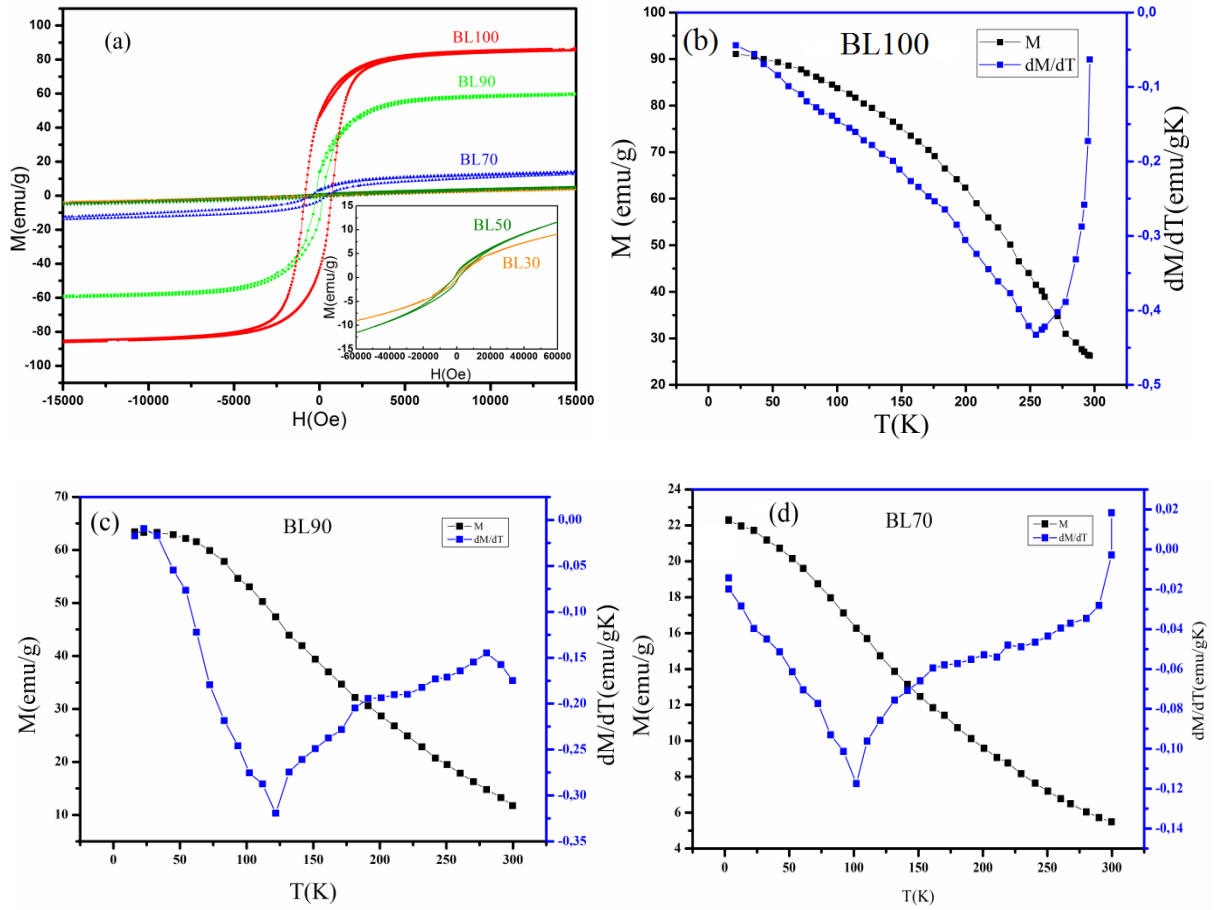 (a)
BL100
BL90
BL70
BL50
BL30
M(emu/g)
100
80
60
40
20
0
-20
-40
-60
-80
-100
-15000 -10000 -5000 0 5000 10000 15000
H(Oe)
M(emu/g)
15
10
5
0
-5
-10
-15
-60000 -40000 -20000 0 20000 40000 60000
H(Oe)
(b)
BL100
M
dM/dT
M (emu/g)
100
90
80
70
60
50
40
30
20
0 50 100 150 200 250 300
T(K)
0,0
-0,1
-0,2
-0,3
-0,4
-0,5
dM/dT(emu/gK)
(c)
BL90
M
dM/dT
M(emu/g)
70
60
50
40
30
20
10
0 50 100 150 200 250 300
T(K)
0,00
-0,05
-0,10
-0,15
-0,20
-0,25
-0,30
-0,35
dM/dT(emu/gK)
(d)
BL70
M
dM/dT
M(emu/g)
24
22
20
18
16
14
12
10
8
6
4
0 50 100 150 200 250 300
T(K)
0,02
0,00
-0,02
-0,04
-0,06
-0,08
-0,10
-0,12
-0,14
dM/dT(emu/gK)